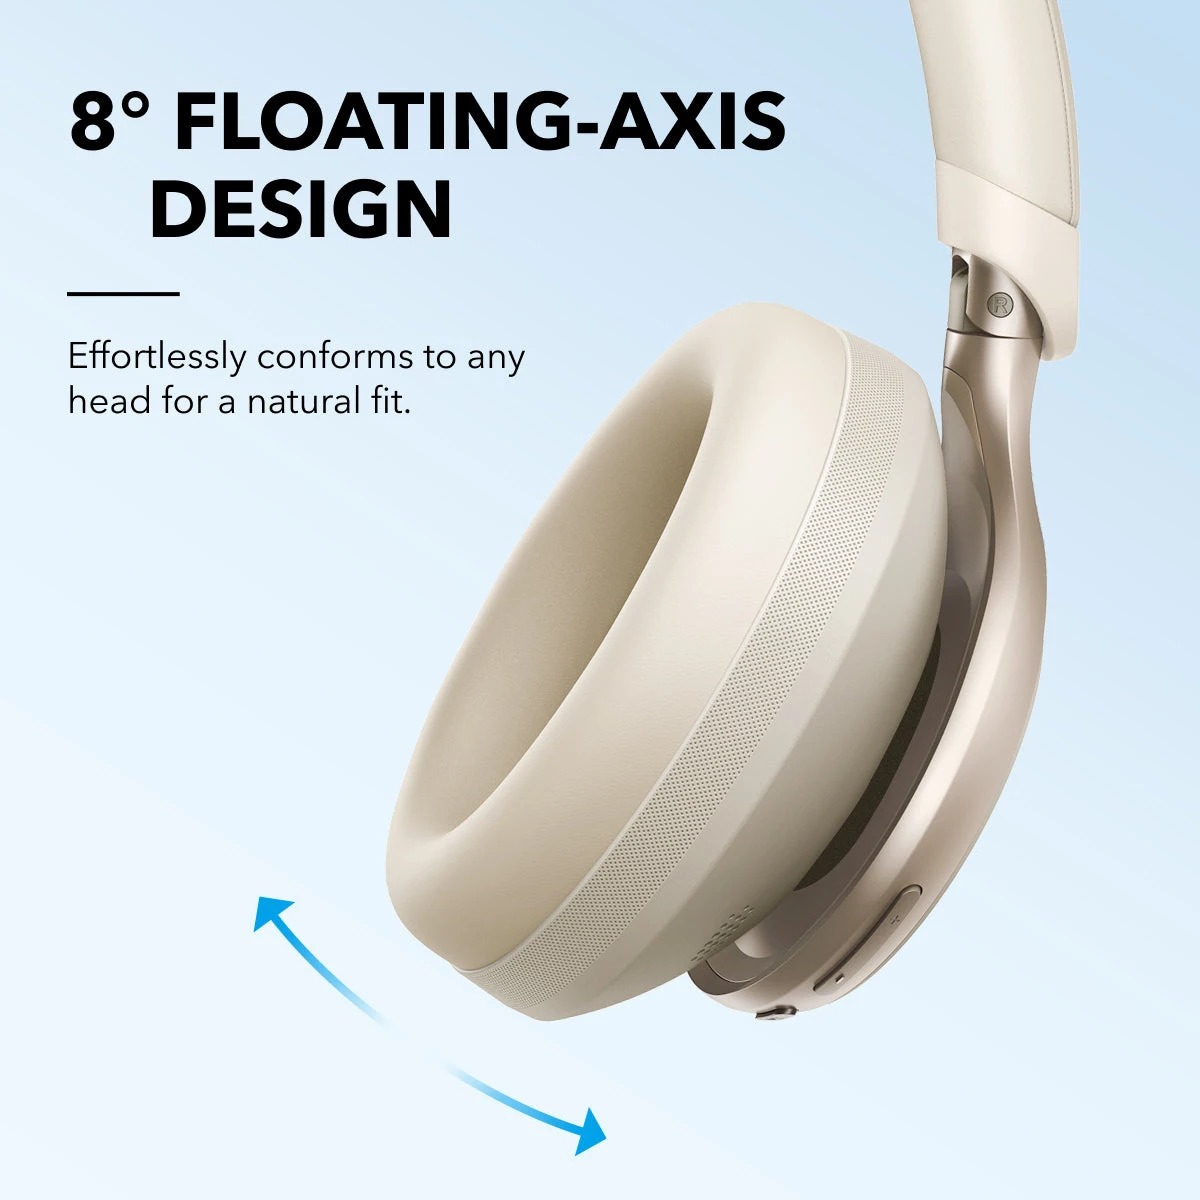 8° FLOATING-AXIS
DESIGN
Effortlessly conforms to any
head for a natural fit.
R
+
-